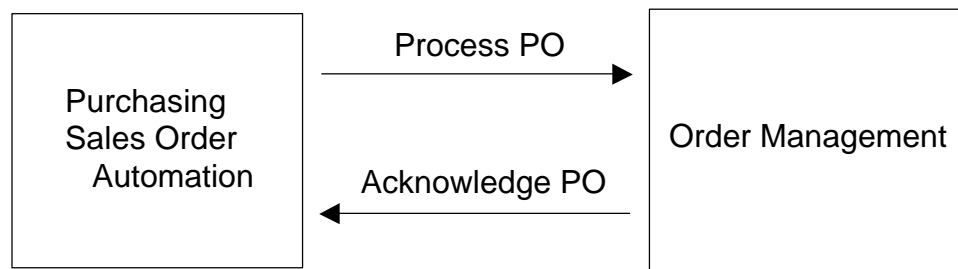 Process PO
Purchasing
Sales Order
Automation
Order Management
Acknowledge PO